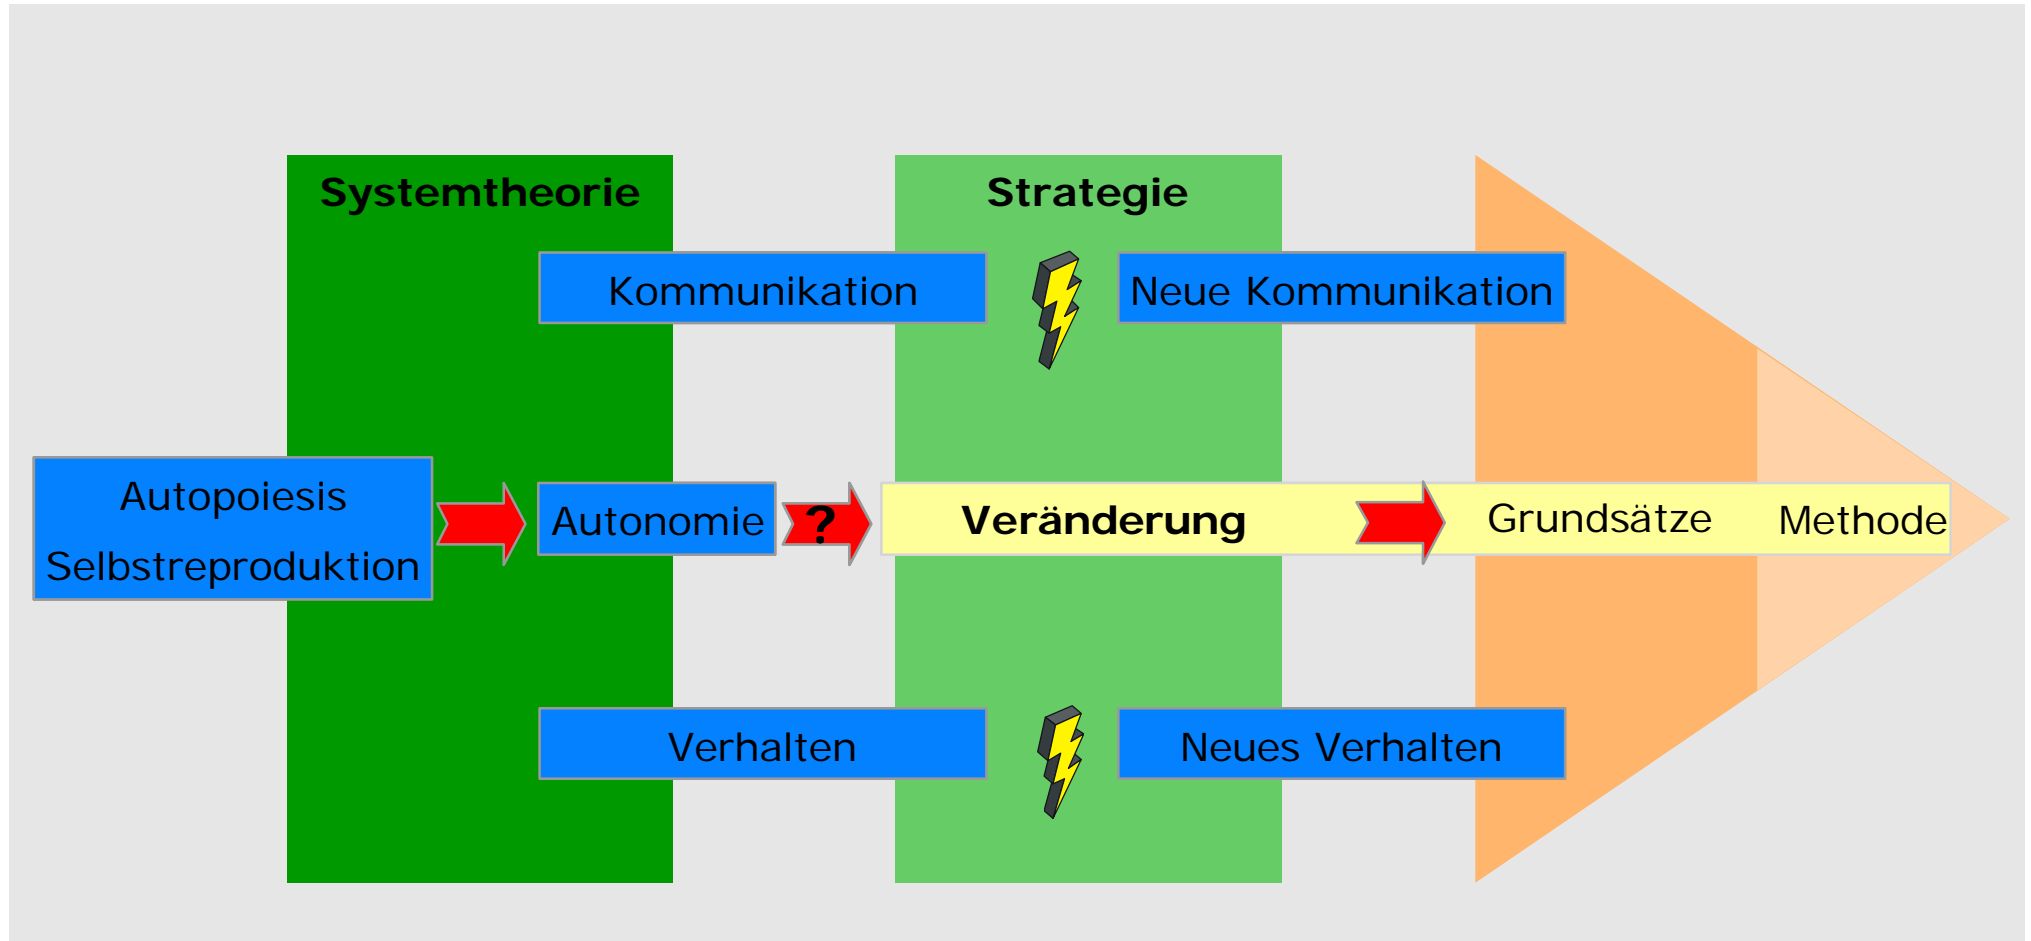 Systemtheorie
Strategie
Kommunikation
Neue Kommunikation
Autopoiesis
Selbstreproduktion
Autonomie
?
Veränderung
Grundsätze
Methode
Verhalten
Neues Verhalten